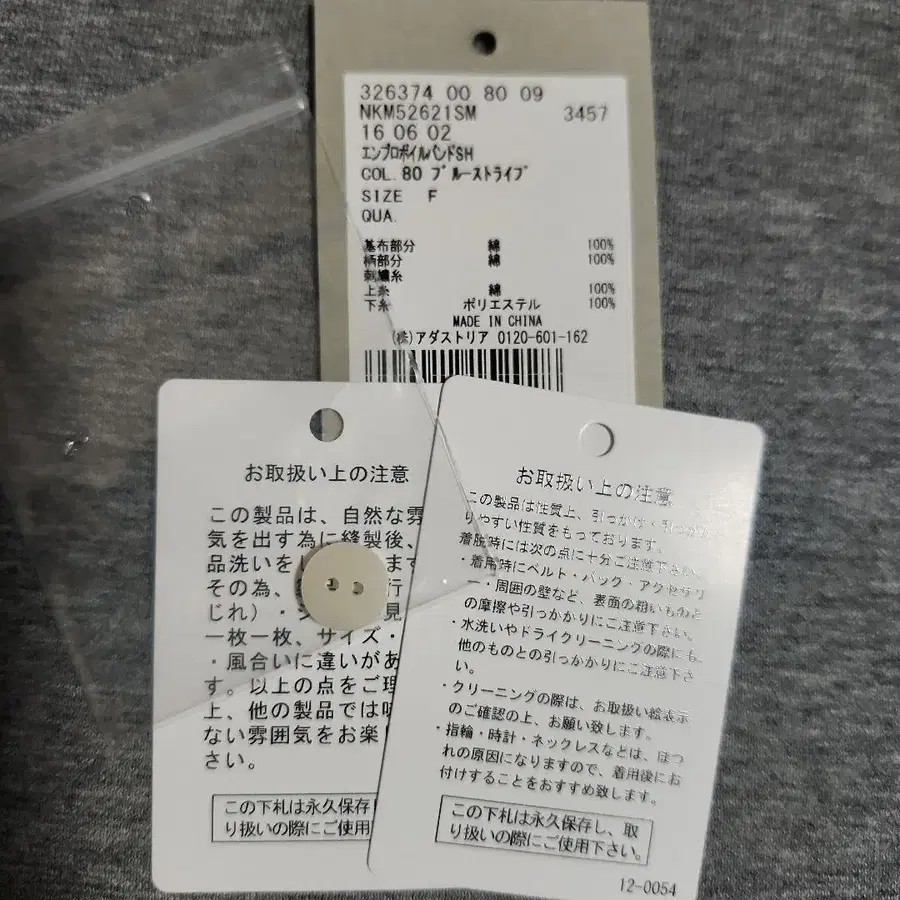 326374 00 80 09
NKM52621SM 3457
16 06 02
エンブロボイルバンドSH
COL.80 ブルーストライプ
SIZE F
QUA.
基布部分 綿 100%
柄部分 綿 100%
刺繍糸
上糸 綿 100%
下糸 ポリエステル 100%
MADE IN CHINA
(株)アダストリア 0120-601-162
お取扱い上の注意
この製品は、自然な雰
気を出す為に縫製後、
品洗いを ます
その為、 行
じれ)・ 見
一枚一枚、サイズ・
・風合いに違いがあ
す。以上の点をご理
上、他の製品では味
ない雰囲気をお楽し
さい。
この下札は永久保存し
り扱いの際にご使用下
お取扱い上の注意
この製品は性質上、引っかけ・引っかか
りやすい性質をもっております。
着用時には次の点に十分ご注意下さい。
・着用時にベルト・バック・アクセサリ
ー・周囲の壁など、表面の粗いものと
の摩擦や引っかかりにご注意下さい。
・水洗いやドライクリーニングの際にも、
他のものとの引っかかりにご注意下さ
い。
・クリーニングの際は、お取扱い絵表示
のご確認の上、お願い致します。
・指輪・時計・ネックレスなどは、ほつ
れの原因になりますので、着用後にお
付けすることをおすすめ致します。
この下札は永久保存し、取
り扱いの際にご使用下さい。
12-0054